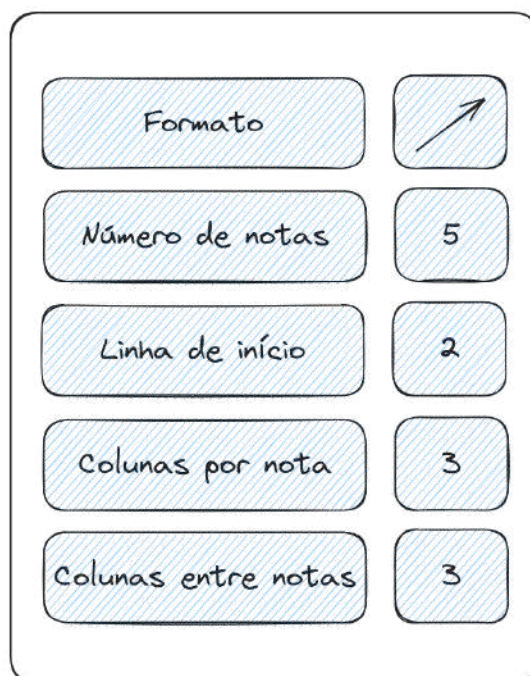 Formato
Número de notas 5
Linha de início 2
Colunas por nota 3
Colunas entre notas 3